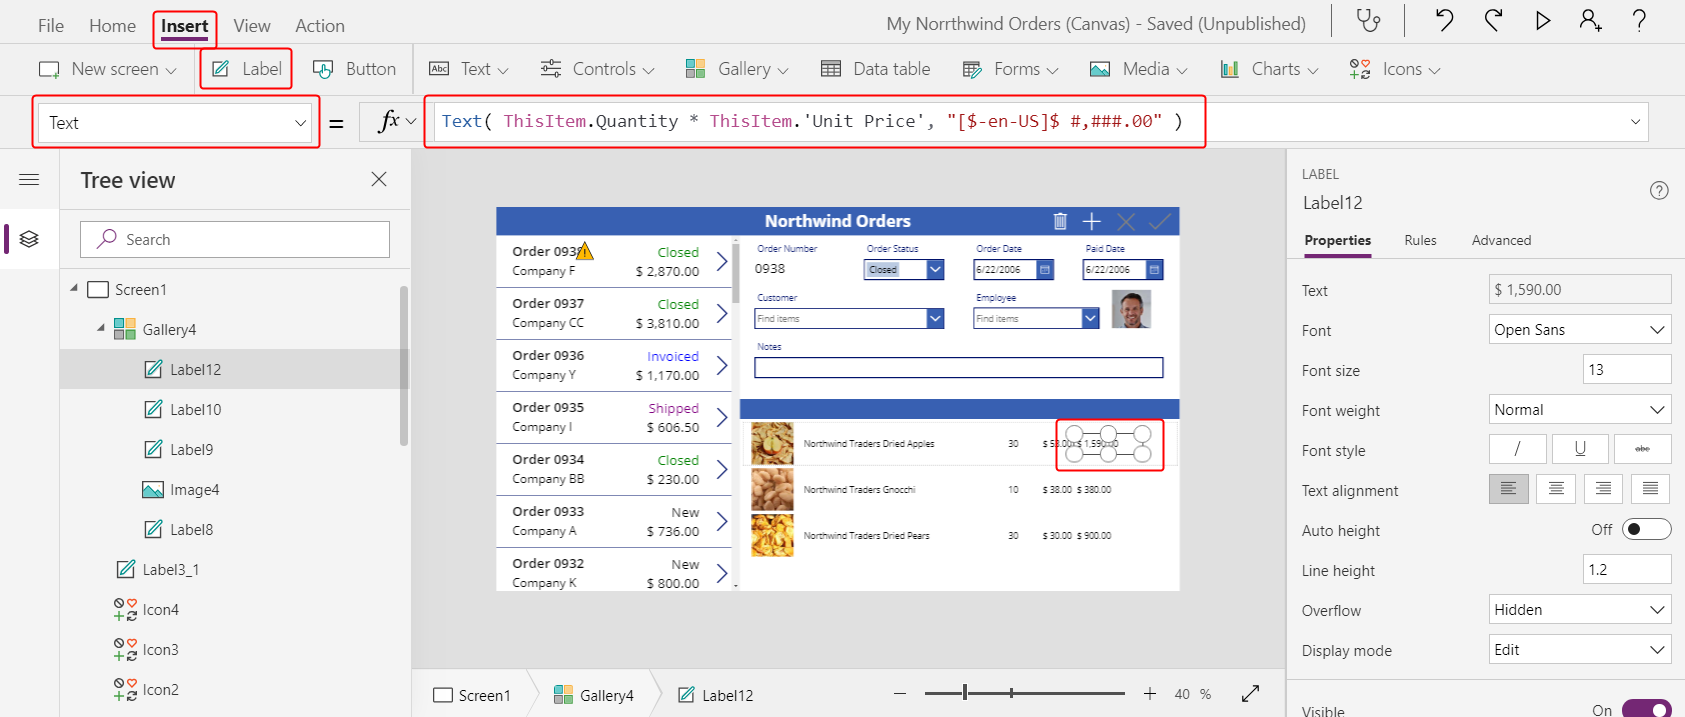 File Home Insert View Action My Norrthwind Orders (Canvas) - Saved (Unpublished)
New screen Label Button Abc Text Controls Gallery Data table Forms Media Charts Icons
Text = fx Text( ThisItem.Quantity * ThisItem.'Unit Price', "[$-en-US]$ #,###.00" )
Tree view
Search
Screen1
Gallery4
Label12
Label10
Label9
Image4
Label8
Label3_1
Icon4
Icon3
Icon2
Northwind Orders
Order 0938 Closed
Company F $ 2,870.00
Order 0937 Closed
Company CC $ 3,810.00
Order 0936 Invoiced
Company Y $ 1,170.00
Order 0935 Shipped
Company I $ 606.50
Order 0934 Closed
Company BB $ 230.00
Order 0933 New
Company A $ 736.00
Order 0932 New
Company K $ 800.00
Order Number Order Status Order Date Paid Date
0938 Closed 6/22/2006 6/22/2006
Customer Employee
Find items Find items
Notes
Northwind Traders Dried Apples 30 $ 53.00 $ 1,590.00
Northwind Traders Gnocchi 10 $ 38.00 $ 380.00
Northwind Traders Dried Pears 30 $ 30.00 $ 900.00
Screen1 Gallery4 Label12 40 %
LABEL
Label12
Properties Rules Advanced
Text $ 1,590.00
Font Open Sans
Font size 13
Font weight Normal
Font style / U abc
Text alignment
Auto height Off
Line height 1.2
Overflow Hidden
Display mode Edit
Visible On